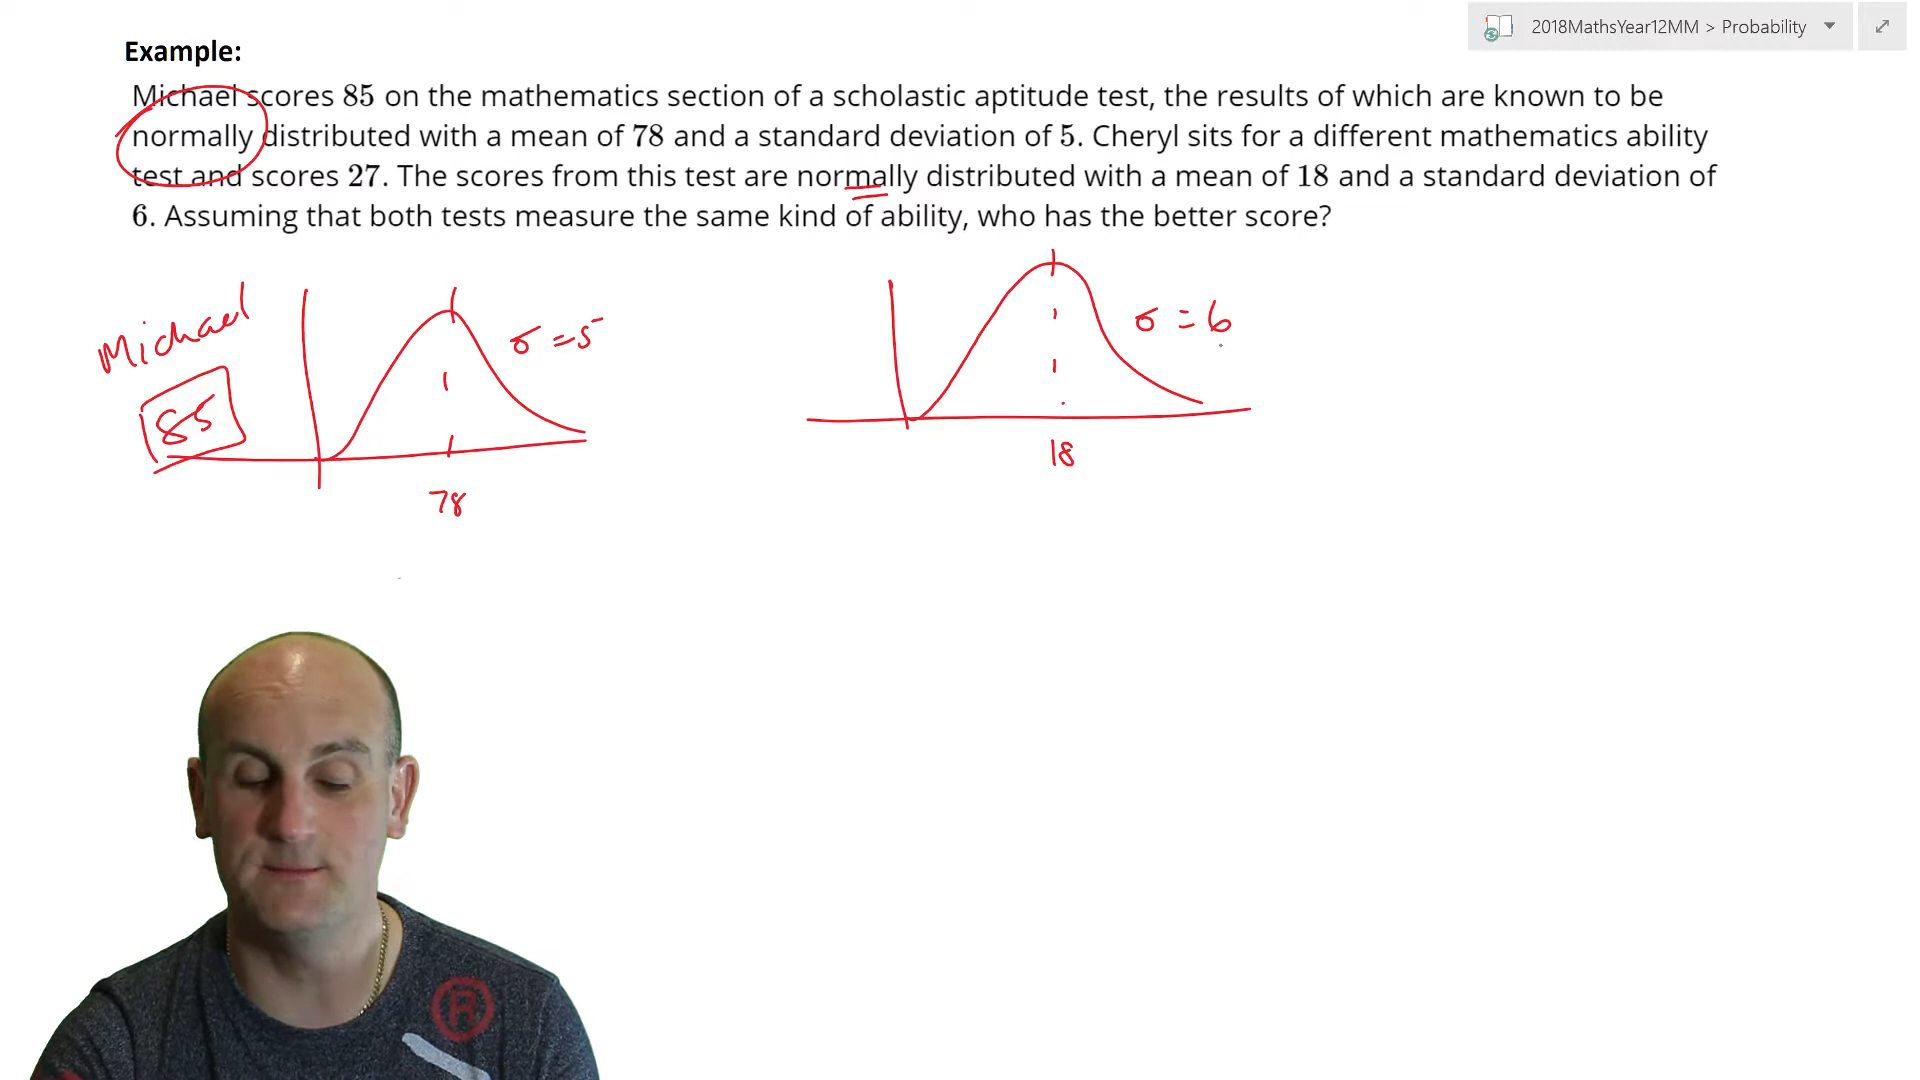 2018MathsYear12MM > Probability
Example:
Michael scores 85 on the mathematics section of a scholastic aptitude test, the results of which are known to be
normally distributed with a mean of 78 and a standard deviation of 5. Cheryl sits for a different mathematics ability
test and scores 27. The scores from this test are normally distributed with a mean of 18 and a standard deviation of
6. Assuming that both tests measure the same kind of ability, who has the better score?
Michael
85
σ = 5
78
σ = 6
18
R